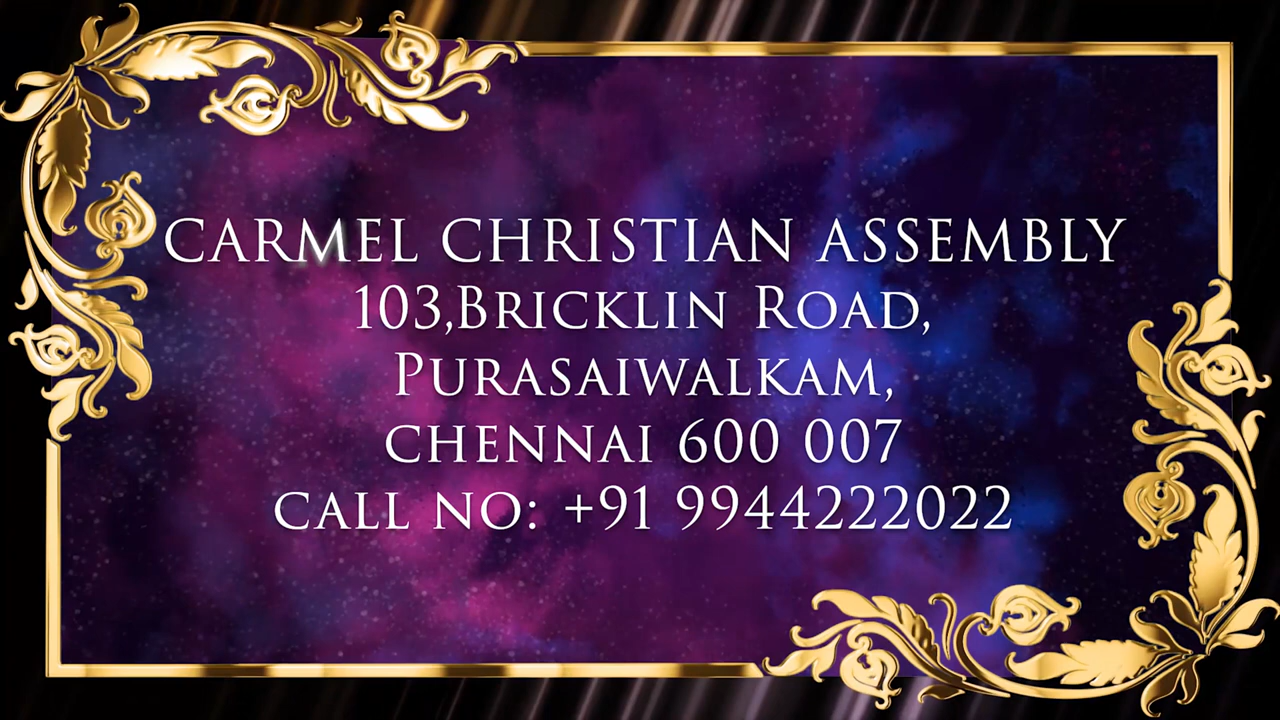 CARMEL CHRISTIAN ASSEMBLY
103,Bricklin Road,
Purasaiwalkam,
chennai 600 007
call no: +91 9944222022